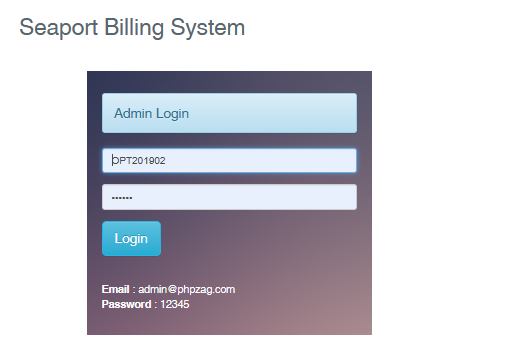 Seaport Billing System
Admin Login
OPT201902
••••••
Login
Email : admin@phpzag.com
Password : 12345